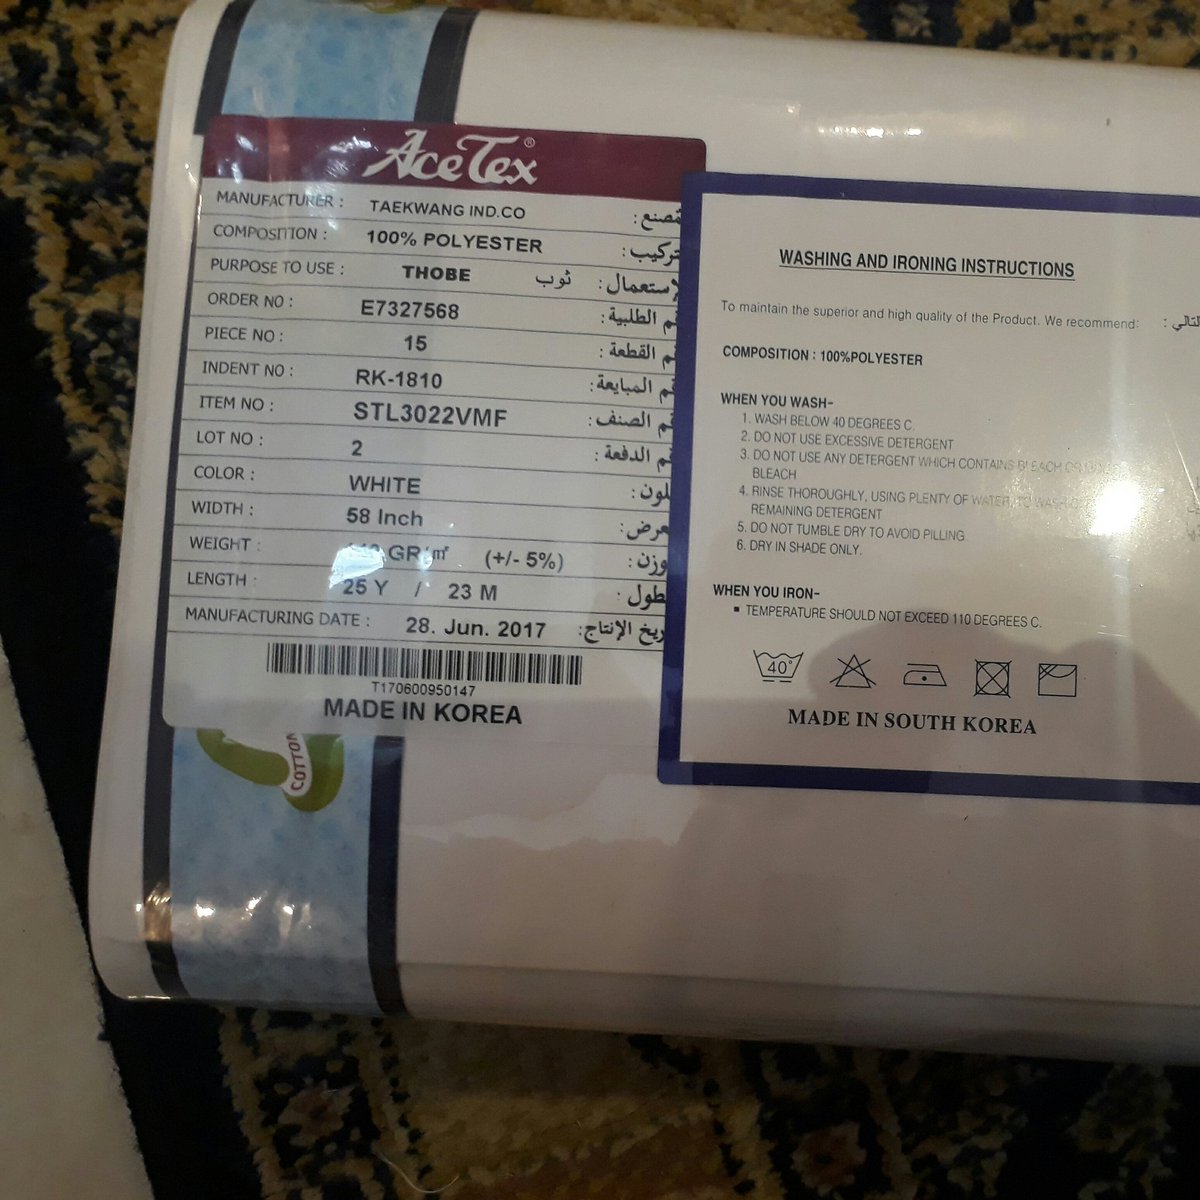 AceTex®
MANUFACTURER : TAEKWANG IND.CO
COMPOSITION : 100% POLYESTER
PURPOSE TO USE : THOBE ثوب
ORDER NO : E7327568
PIECE NO : 15
INDENT NO : RK-1810
ITEM NO : STL3022VMF
LOT NO : 2
COLOR : WHITE
WIDTH : 58 Inch
WEIGHT : GR/㎡ (+/- 5%)
LENGTH : 25 Y / 23 M
MANUFACTURING DATE : 28. Jun. 2017
T170600950147
MADE IN KOREA
COTTON
WASHING AND IRONING INSTRUCTIONS
To maintain the superior and high quality of the Product. We recommend:
COMPOSITION : 100%POLYESTER
WHEN YOU WASH-
1. WASH BELOW 40 DEGREES C.
2. DO NOT USE EXCESSIVE DETERGENT
3. DO NOT USE ANY DETERGENT WHICH CONTAINS BLEACH
BLEACH
4. RINSE THOROUGHLY, USING PLENTY OF WATER, TO WASH
REMAINING DETERGENT
5. DO NOT TUMBLE DRY TO AVOID PILLING
6. DRY IN SHADE ONLY.
WHEN YOU IRON-
▪ TEMPERATURE SHOULD NOT EXCEED 110 DEGREES C.
40°
MADE IN SOUTH KOREA